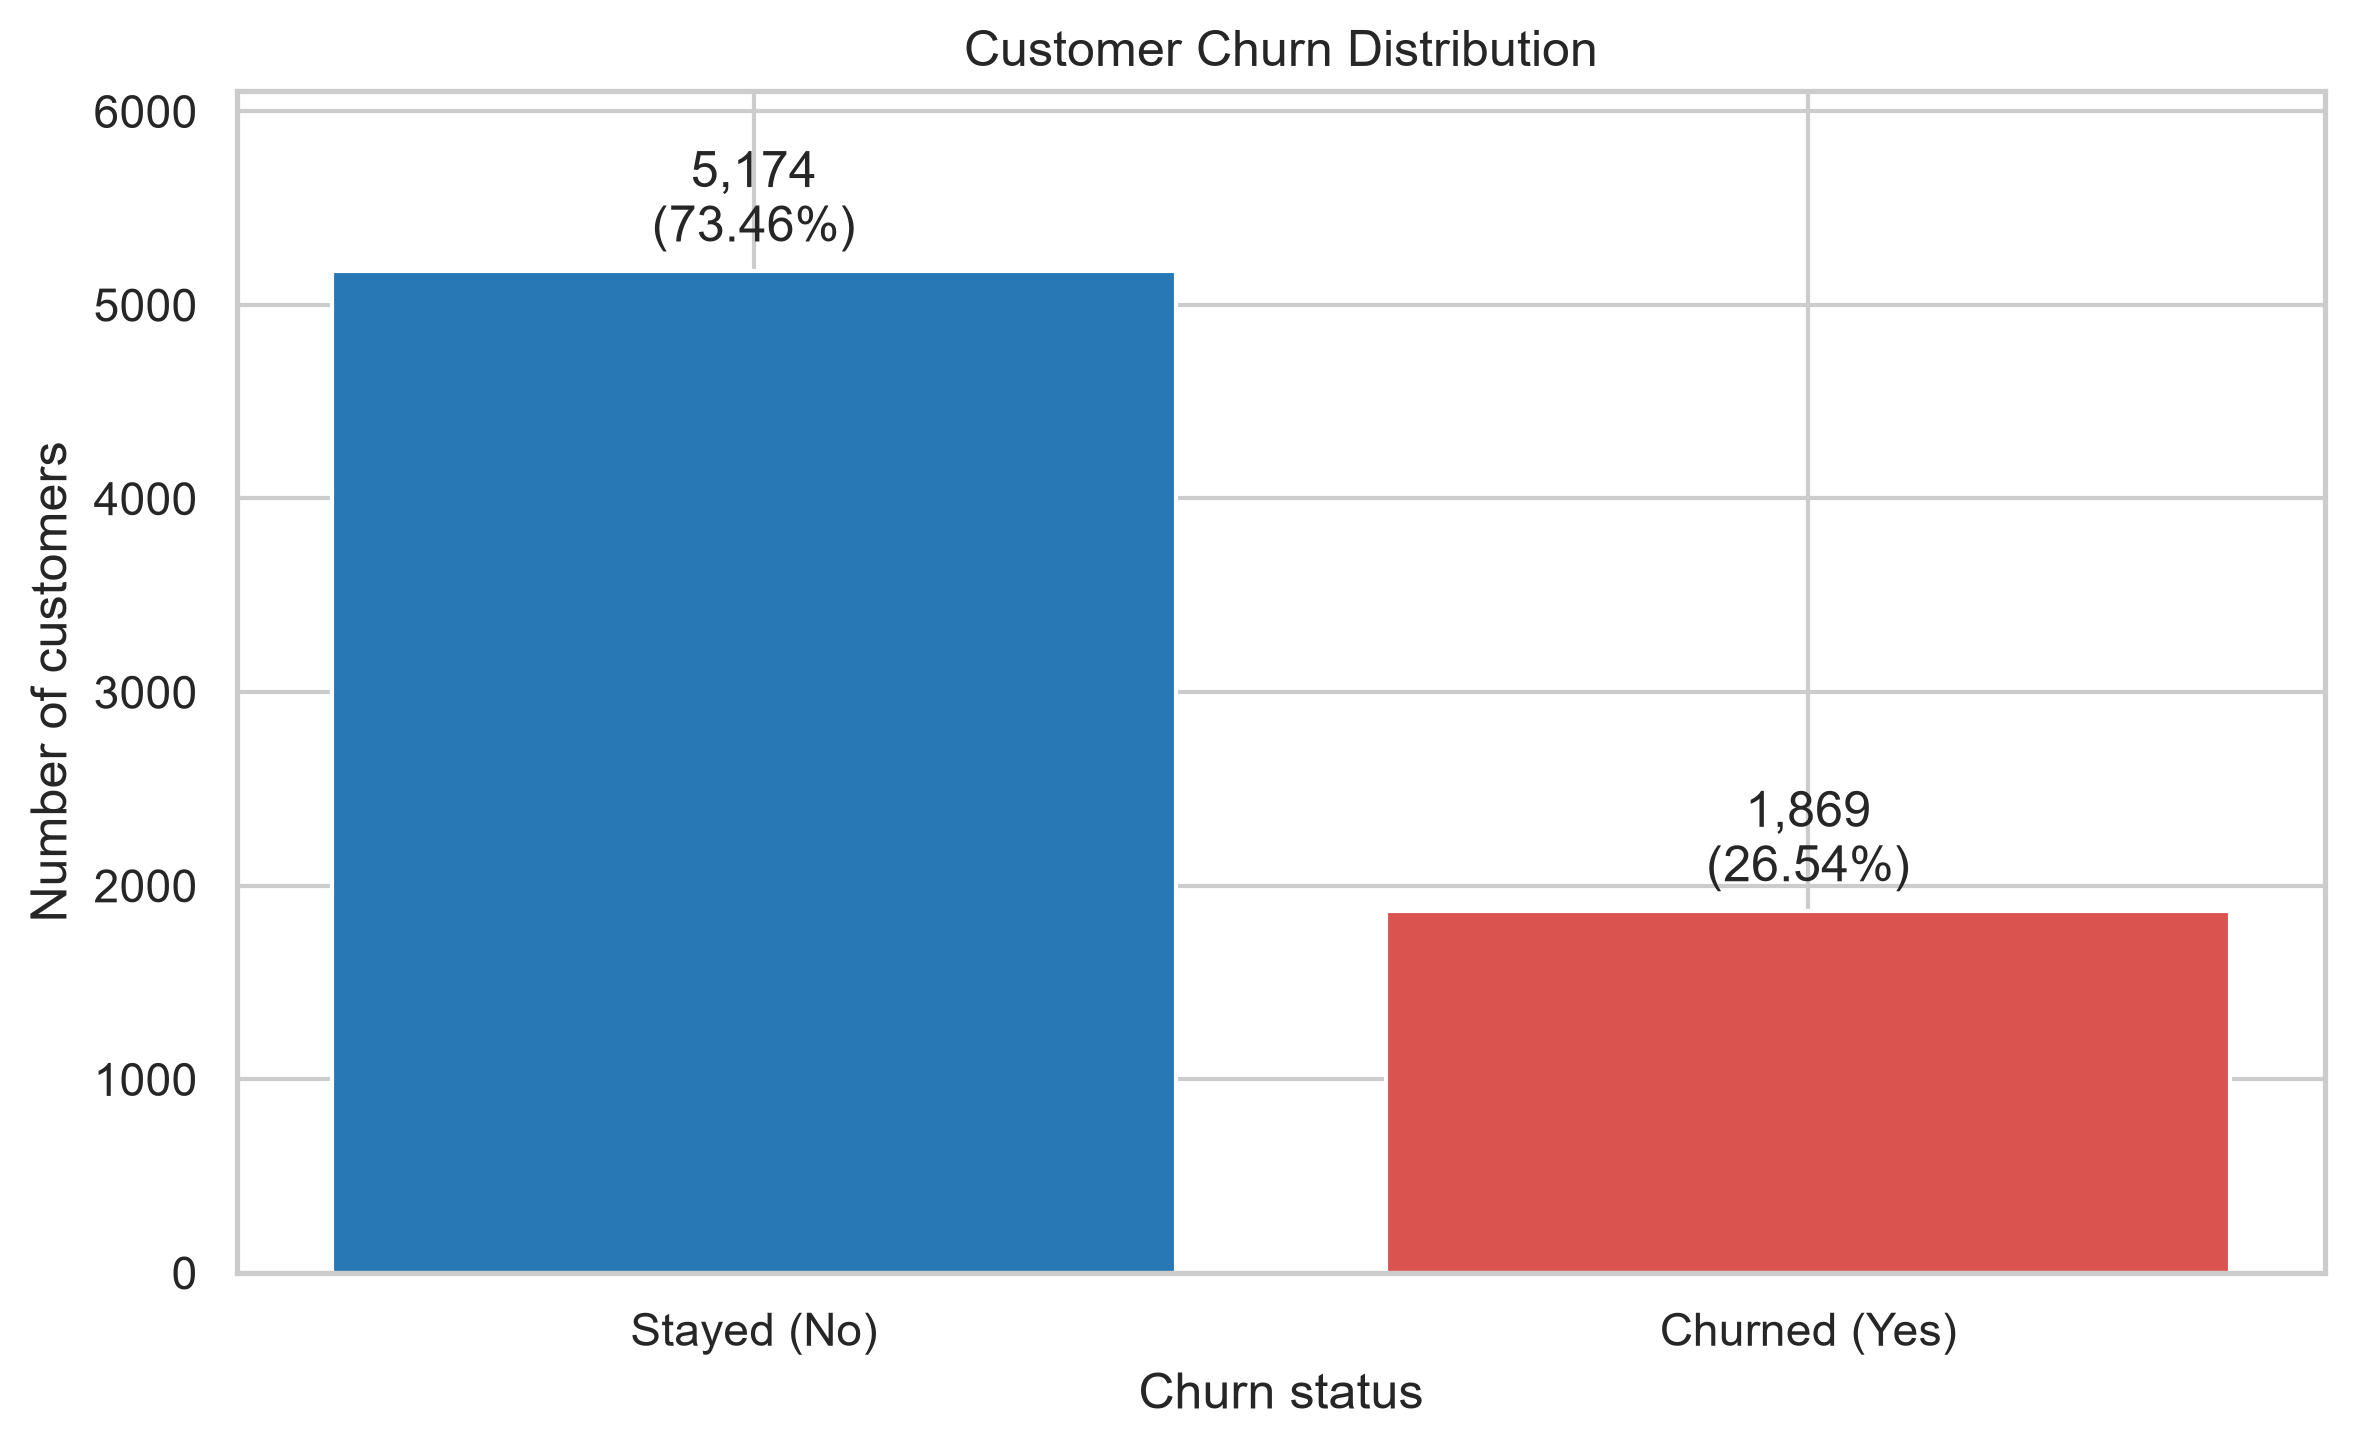 Customer Churn Distribution
6000
5000
4000
3000
2000
1000
0
Number of customers
5,174
(73.46%)
1,869
(26.54%)
Stayed (No)
Churned (Yes)
Churn status